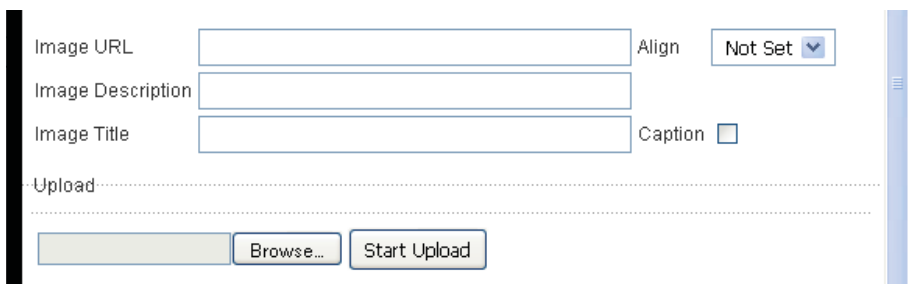 Image URL Align Not Set
Image Description
Image Title Caption
Upload
Browse... Start Upload